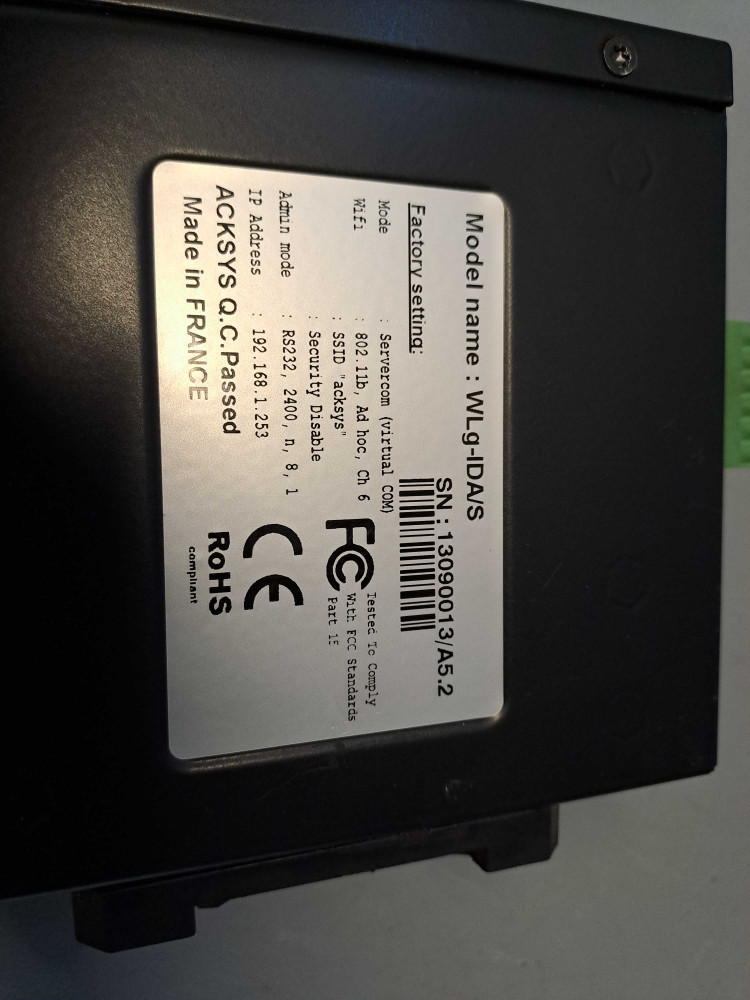 Model name : WLg-IDA/S
SN : 13090013/A5.2
Factory setting:
Mode : Servercom (virtual COM)
Wifi : 802.11b, Ad hoc, Ch 6
: SSID "acksys"
: Security Disable
Admin mode : RS232, 2400, n, 8, 1
IP Address : 192.168.1.253
ACKSYS Q.C.Passed
Made in FRANCE
FC
Tested To Comply
With FCC Standards
Part 15
CE
RoHS
compliant